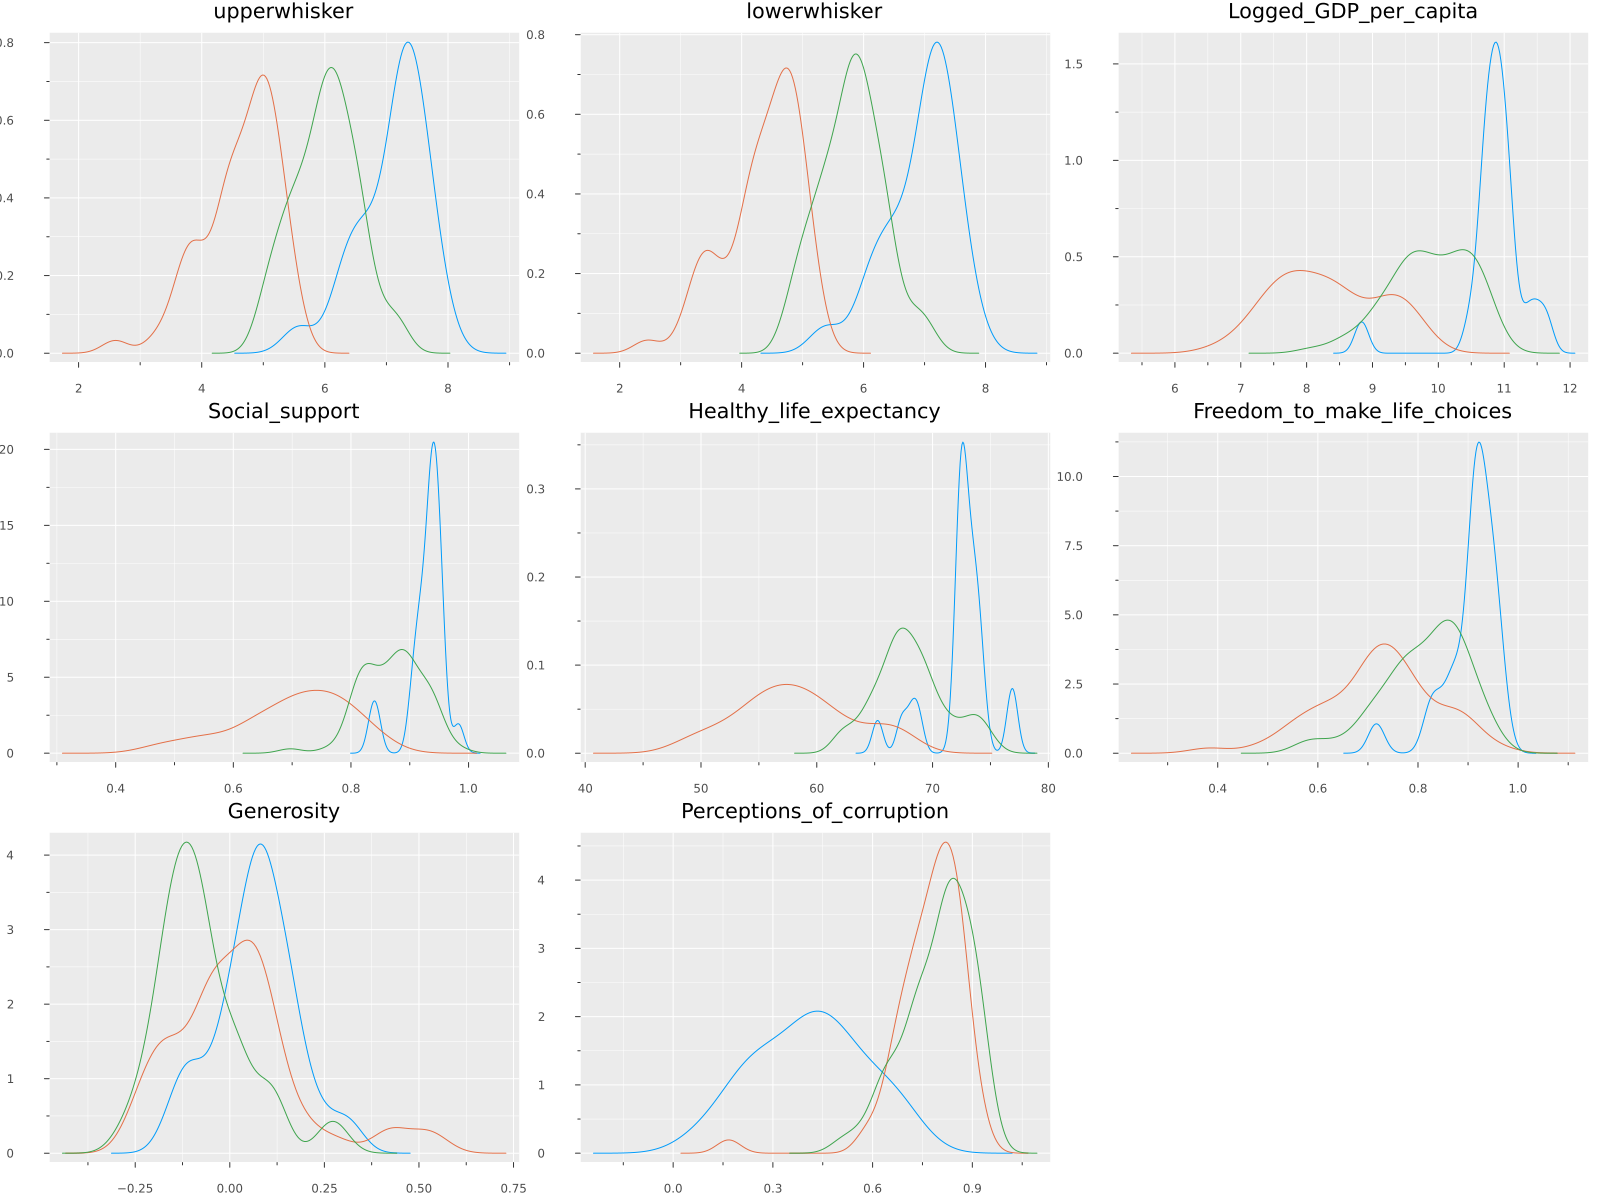 upperwhisker
lowerwhisker
Logged_GDP_per_capita
0.8
0.6
0.4
0.2
0.0
2 4 6 8
0.8
0.6
0.4
0.2
0.0
2 4 6 8
1.5
1.0
0.5
0.0
6 7 8 9 10 11 12
Social_support
Healthy_life_expectancy
Freedom_to_make_life_choices
20
15
10
5
0
0.4 0.6 0.8 1.0
0.3
0.2
0.1
0.0
40 50 60 70 80
10.0
7.5
5.0
2.5
0.0
0.4 0.6 0.8 1.0
Generosity
Perceptions_of_corruption
4
3
2
1
0
−0.25 0.00 0.25 0.50 0.75
4
3
2
1
0
0.0 0.3 0.6 0.9